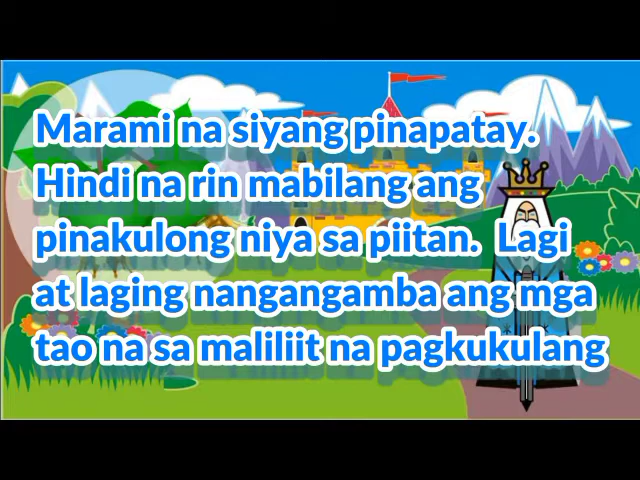 Marami na siyang pinapatay.
Hindi na rin mabilang ang
pinakulong niya sa piitan. Lagi
at laging nangangamba ang mga
tao na sa maliliit na pagkukulang